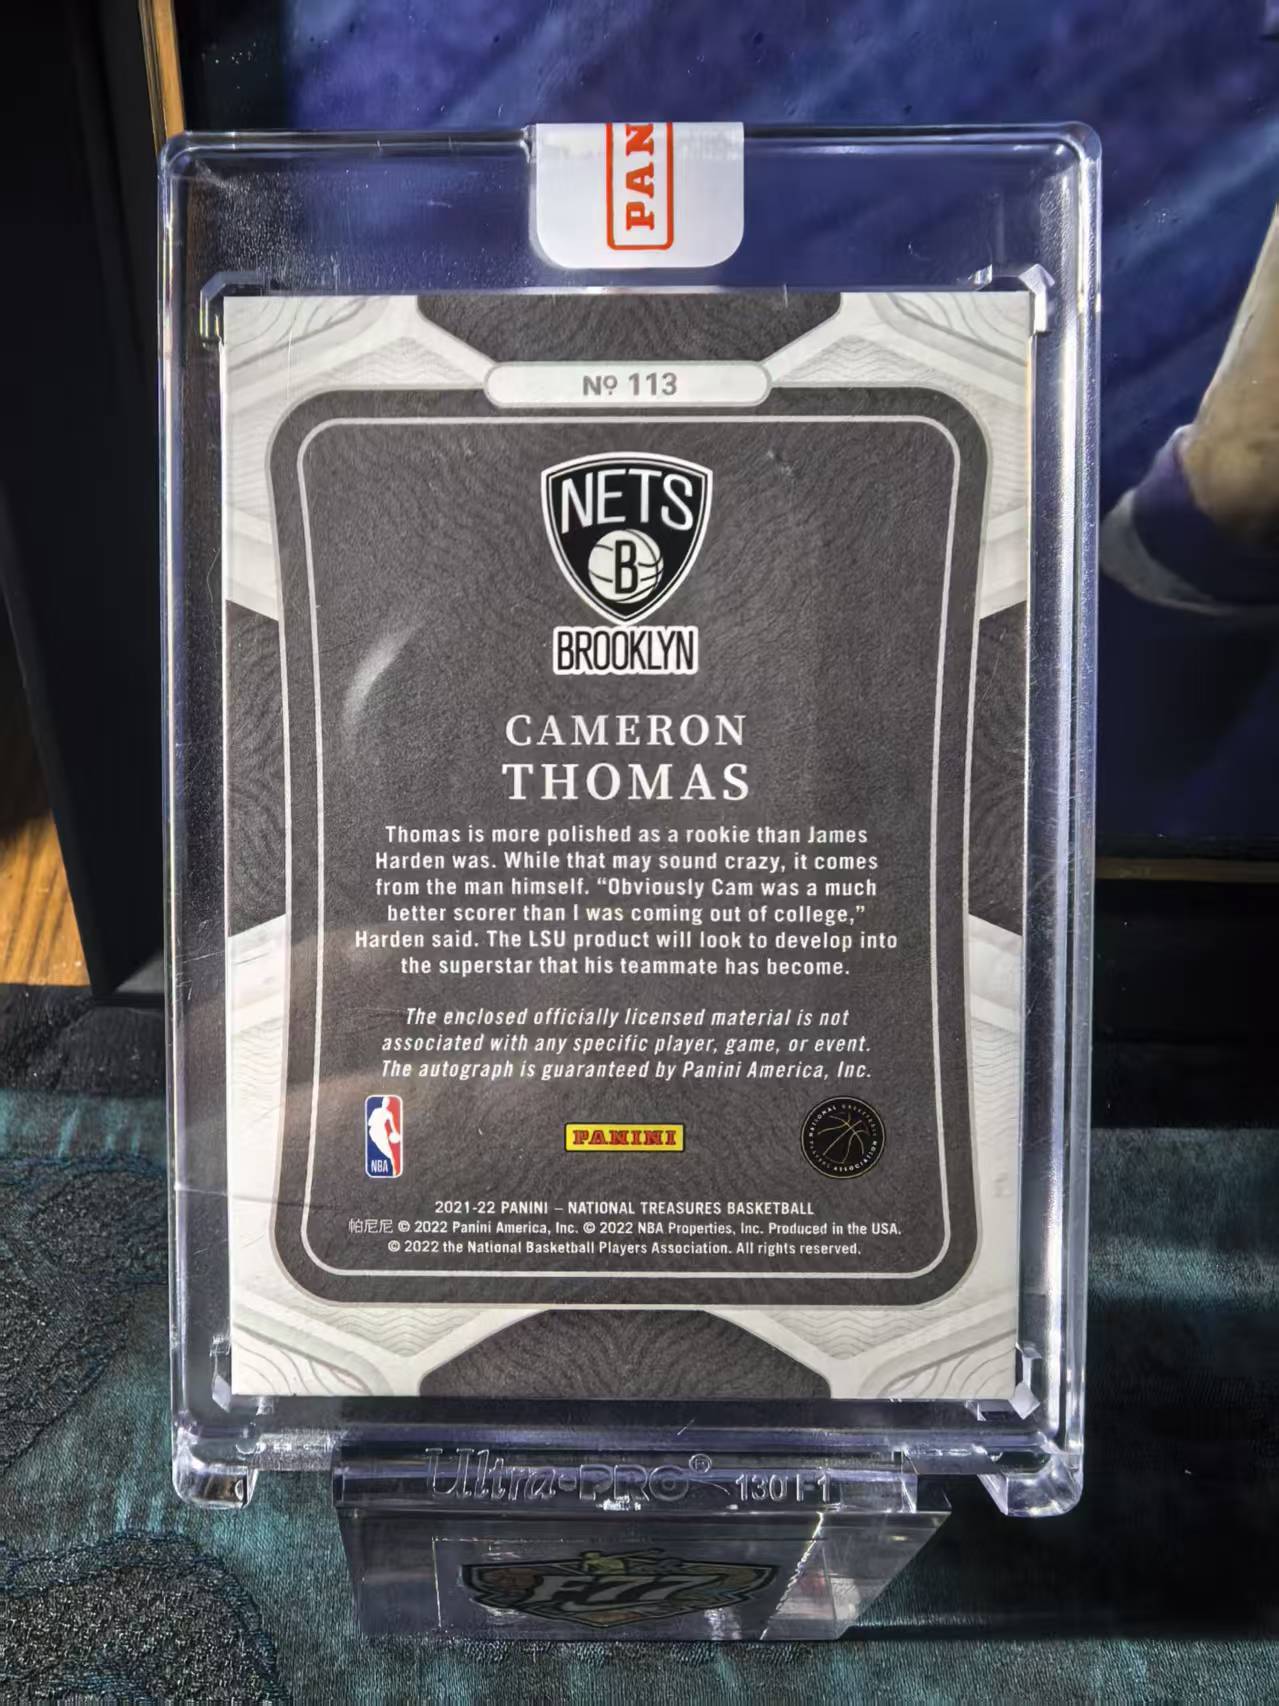 PAN
Nº 113
NETS
B
BROOKLYN
CAMERON
THOMAS
Thomas is more polished as a rookie than James
Harden was. While that may sound crazy, it comes
from the man himself. “Obviously Cam was a much
better scorer than I was coming out of college,”
Harden said. The LSU product will look to develop into
the superstar that his teammate has become.
The enclosed officially licensed material is not
associated with any specific player, game, or event.
The autograph is guaranteed by Panini America, Inc.
NBA
PANINI
NATIONAL BASKETBALL PLAYERS ASSOCIATION
2021-22 PANINI – NATIONAL TREASURES BASKETBALL
帕尼尼 © 2022 Panini America, Inc. © 2022 NBA Properties, Inc. Produced in the USA.
© 2022 the National Basketball Players Association. All rights reserved.
Ultra•PRO® 130
F77